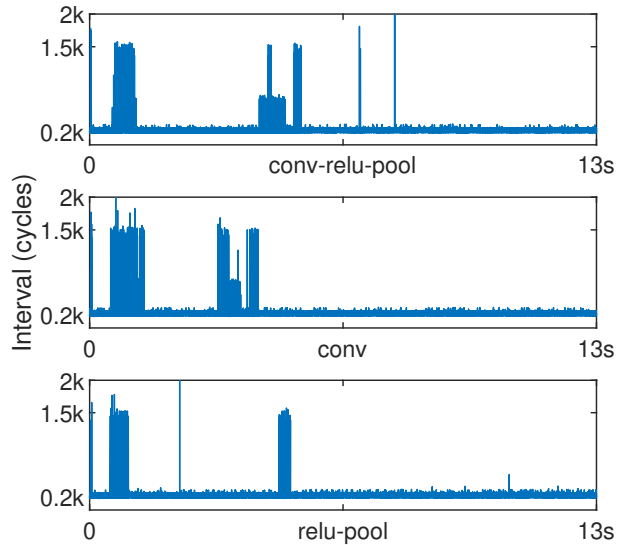 2k
1.5k
0.2k
0 conv-relu-pool 13s
Interval (cycles)
2k
1.5k
0.2k
0 conv 13s
2k
1.5k
0.2k
0 relu-pool 13s